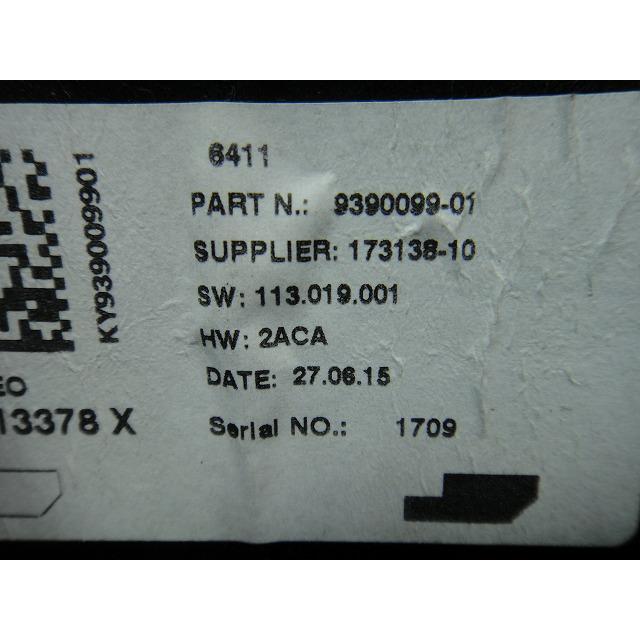 6411
PART N.: 9390099-01
SUPPLIER: 173138-10
SW: 113.019.001
HW: 2ACA
DATE: 27.06.15
Serial NO.: 1709
KY939009901
EO
13378 X